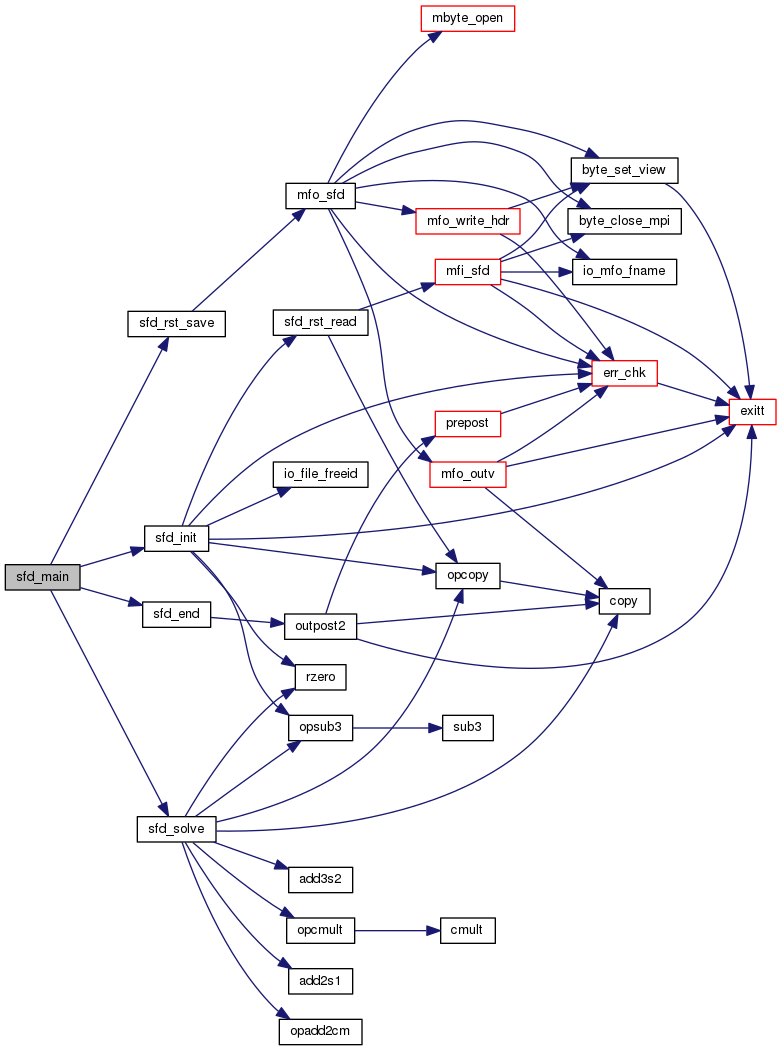 mbyte_open
byte_set_view
mfo_sfd
mfo_write_hdr
byte_close_mpi
mfi_sfd
io_mfo_fname
sfd_rst_save
sfd_rst_read
err_chk
exitt
prepost
io_file_freeid
mfo_outv
sfd_init
sfd_main
opcopy
copy
sfd_end
outpost2
rzero
opsub3
sub3
sfd_solve
add3s2
opcmult
cmult
add2s1
opadd2cm